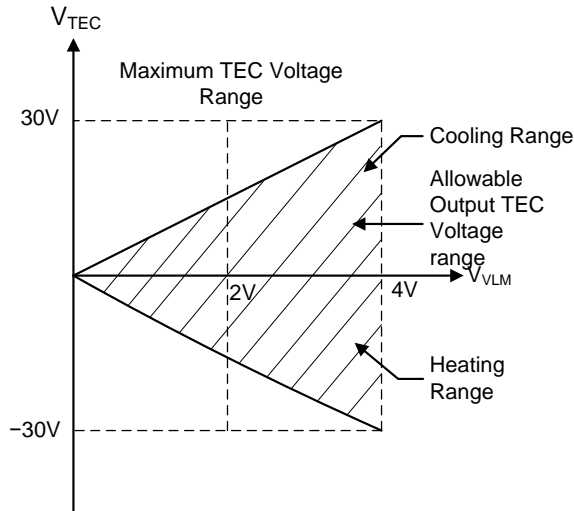 VTEC
Maximum TEC Voltage
Range
30V
Cooling Range
Allowable
Output TEC
Voltage
range
VVLM
2V
4V
Heating
Range
−30V